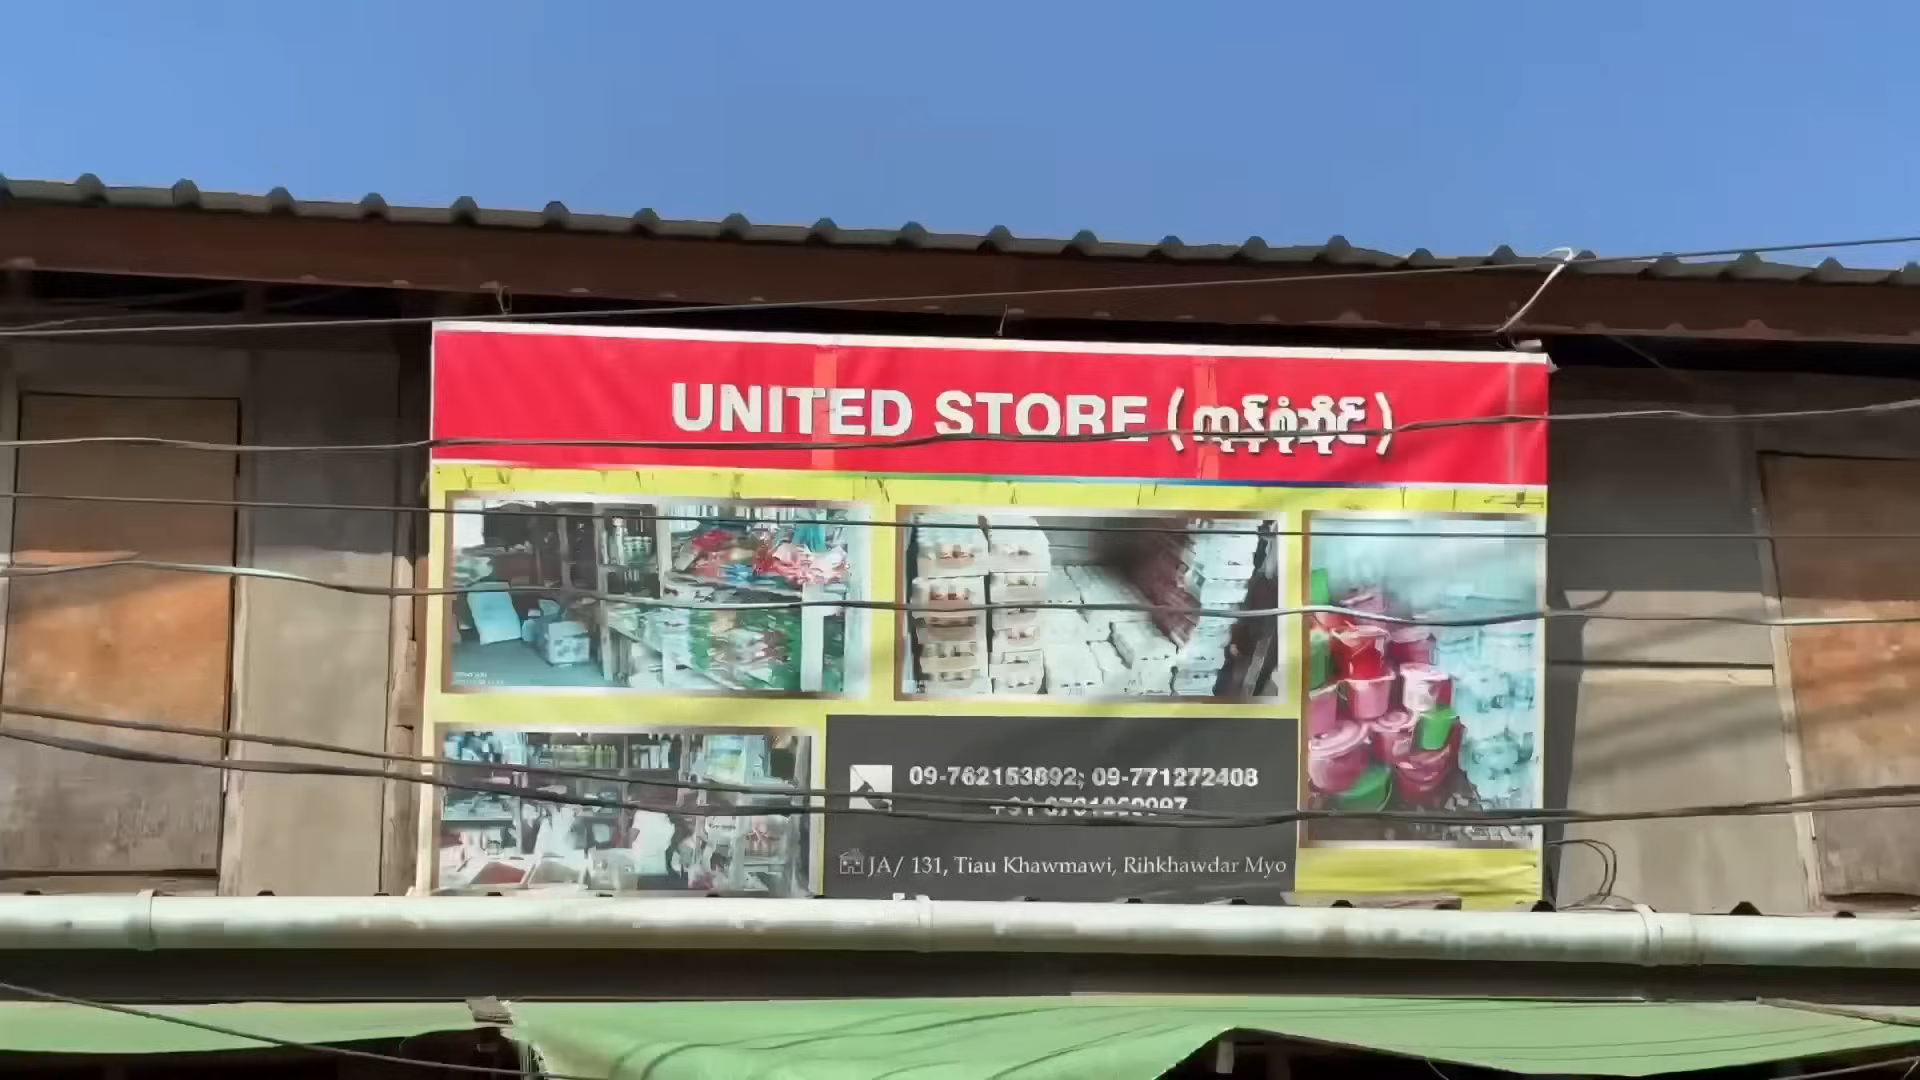 UNITED STORE (ကုန်စုံဆိုင်)
09-762153892; 09-771272408
JA/ 131, Tiau Khawmawi, Rihkhawdar Myo